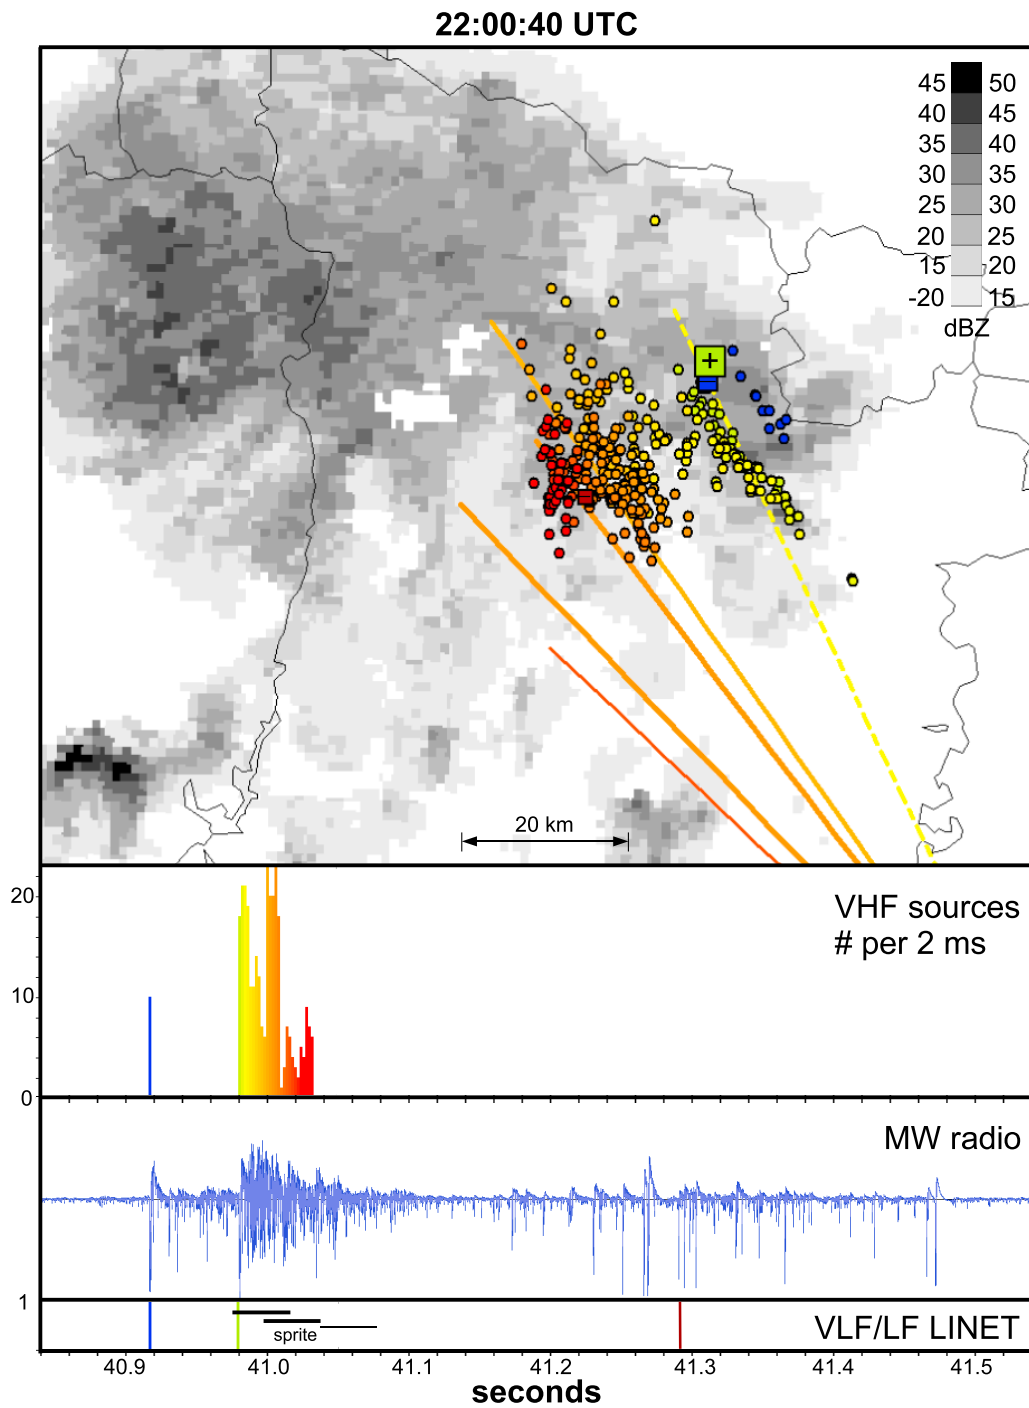 22:00:40 UTC
45 50
40 45
35 40
30 35
25 30
20 25
15 20
-20 15
dBZ
+
20 km
20
10
0
VHF sources
# per 2 ms
MW radio
1
sprite
VLF/LF LINET
40.9 41.0 41.1 41.2 41.3 41.4 41.5
seconds